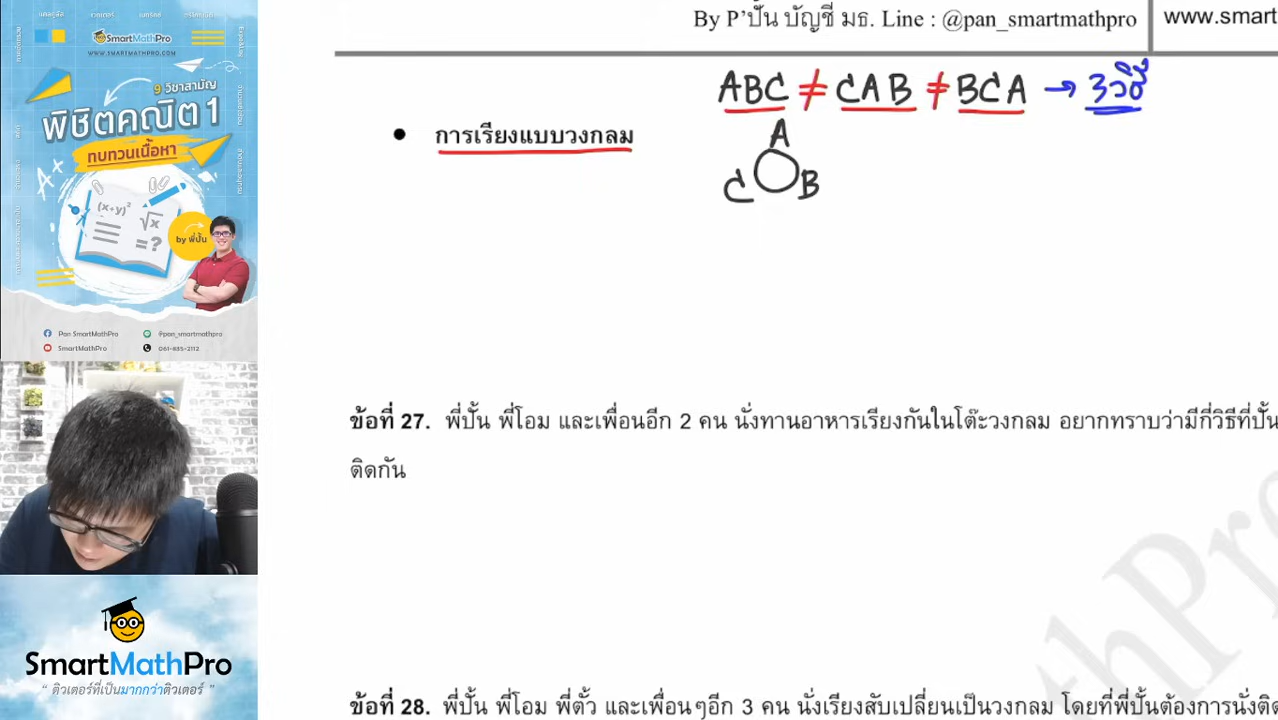 By P'ปั้น บัญชี มธ. Line : @pan_smartmathpro
www.smart
ABC ≠ CAB ≠ BCA → 3วิธี
• การเรียงแบบวงกลม
A
C B
ข้อที่ 27. พี่ปั้น พี่โอม และเพื่อนอีก 2 คน นั่งทานอาหารเรียงกันในโต๊ะวงกลม อยากทราบว่ามีกี่วิธีที่ปั้น
ติดกัน
ข้อที่ 28. พี่ปั้น พี่โอม พี่ตั้ว และเพื่อนๆอีก 3 คน นั่งเรียงสับเปลี่ยนเป็นวงกลม โดยที่พี่ปั้นต้องการนั่งติด
SmartMathPro
WWW.SMARTMATHPRO.COM
9 วิชาสามัญ
พิชิตคณิต 1
ทบทวนเนื้อหา
A+
(x+y)²
√x
=?
by พี่ปั้น
Pan SmartMathPro
@pan_smartmathpro
SmartMathPro
061-835-2112
SmartMathPro
“ ติวเตอร์ที่เป็นมากกว่าติวเตอร์ ”